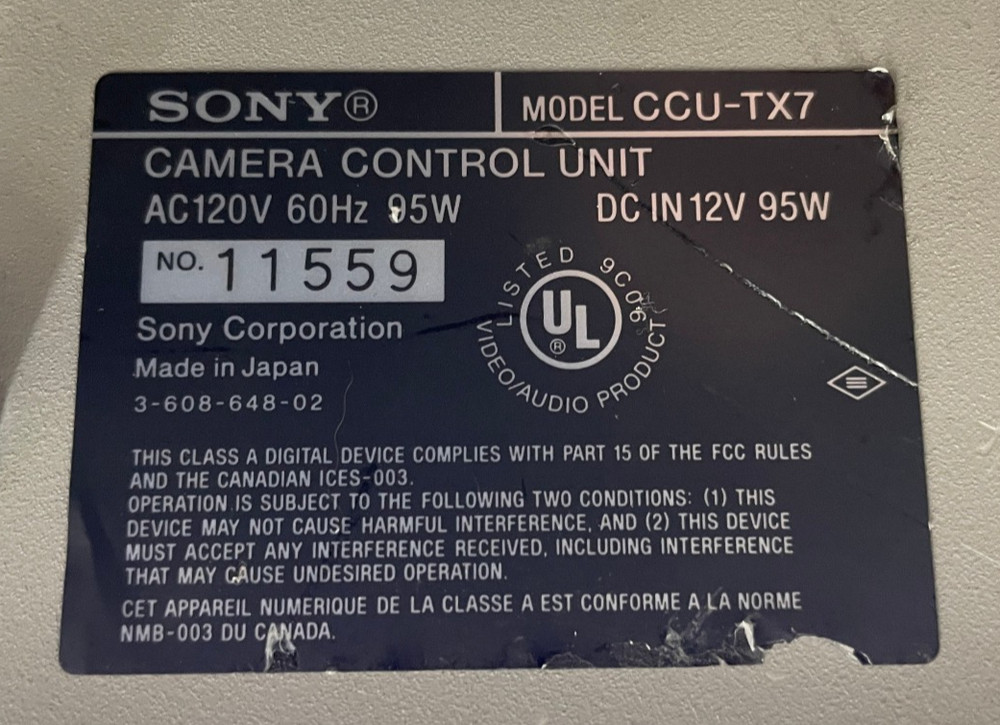 SONY®
MODEL CCU-TX7
CAMERA CONTROL UNIT
AC120V 60Hz 95W
DC IN 12V 95W
NO. 11559
LISTED 9C06
UL®
VIDEO/AUDIO PRODUCT
Sony Corporation
Made in Japan
3-608-648-02
THIS CLASS A DIGITAL DEVICE COMPLIES WITH PART 15 OF THE FCC RULES
AND THE CANADIAN ICES-003.
OPERATION IS SUBJECT TO THE FOLLOWING TWO CONDITIONS: (1) THIS
DEVICE MAY NOT CAUSE HARMFUL INTERFERENCE, AND (2) THIS DEVICE
MUST ACCEPT ANY INTERFERENCE RECEIVED, INCLUDING INTERFERENCE
THAT MAY CAUSE UNDESIRED OPERATION.
CET APPAREIL NUMERIQUE DE LA CLASSE A EST CONFORME A LA NORME
NMB-003 DU CANADA.